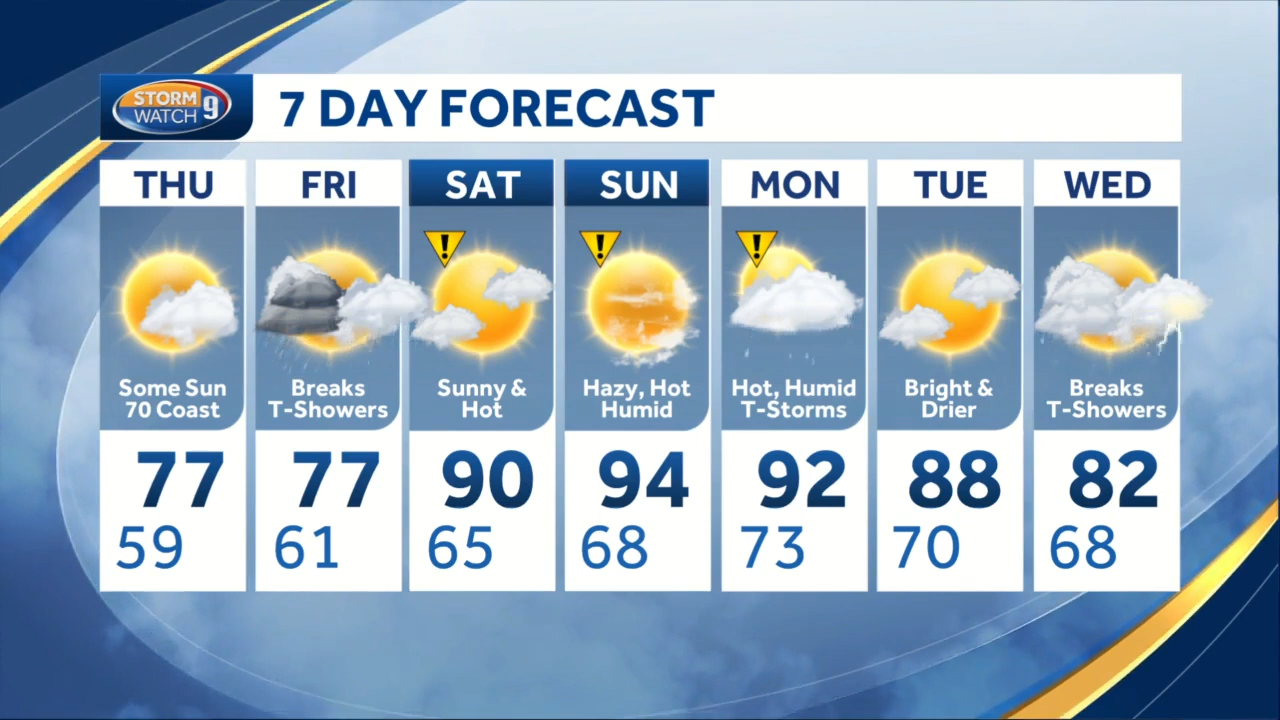 STORM
WATCH 9
7 DAY FORECAST
THU
FRI
SAT
SUN
MON
TUE
WED
!
!
!
Some Sun
70 Coast
Breaks
T-Showers
Sunny &
Hot
Hazy, Hot
Humid
Hot, Humid
T-Storms
Bright &
Drier
Breaks
T-Showers
77
59
77
61
90
65
94
68
92
73
88
70
82
68